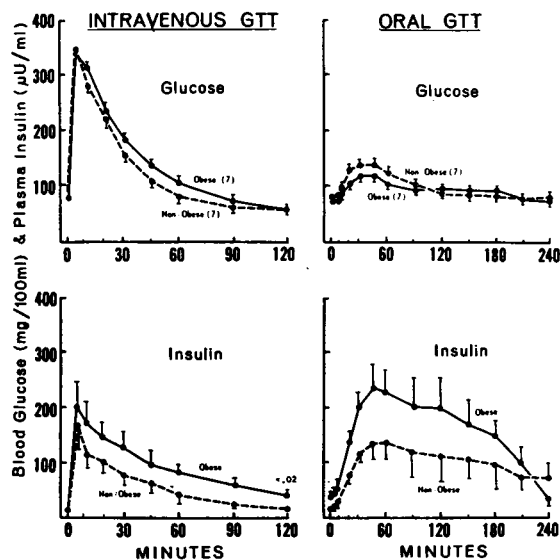 INTRAVENOUS GTT
ORAL GTT
Blood Glucose (mg/100ml) & Plasma Insulin (μU/ml)
400
300
200
100
Glucose
Obese (7)
Non-Obese (7)
0 30 60 90 120
Glucose
Non Obese (7)
Obese (7)
0 60 120 180 240
400
300
200
100
Insulin
Obese
Non-Obese
<.02
0 30 60 90 120
MINUTES
Insulin
Obese
Non-Obese
0 60 120 180 240
MINUTES